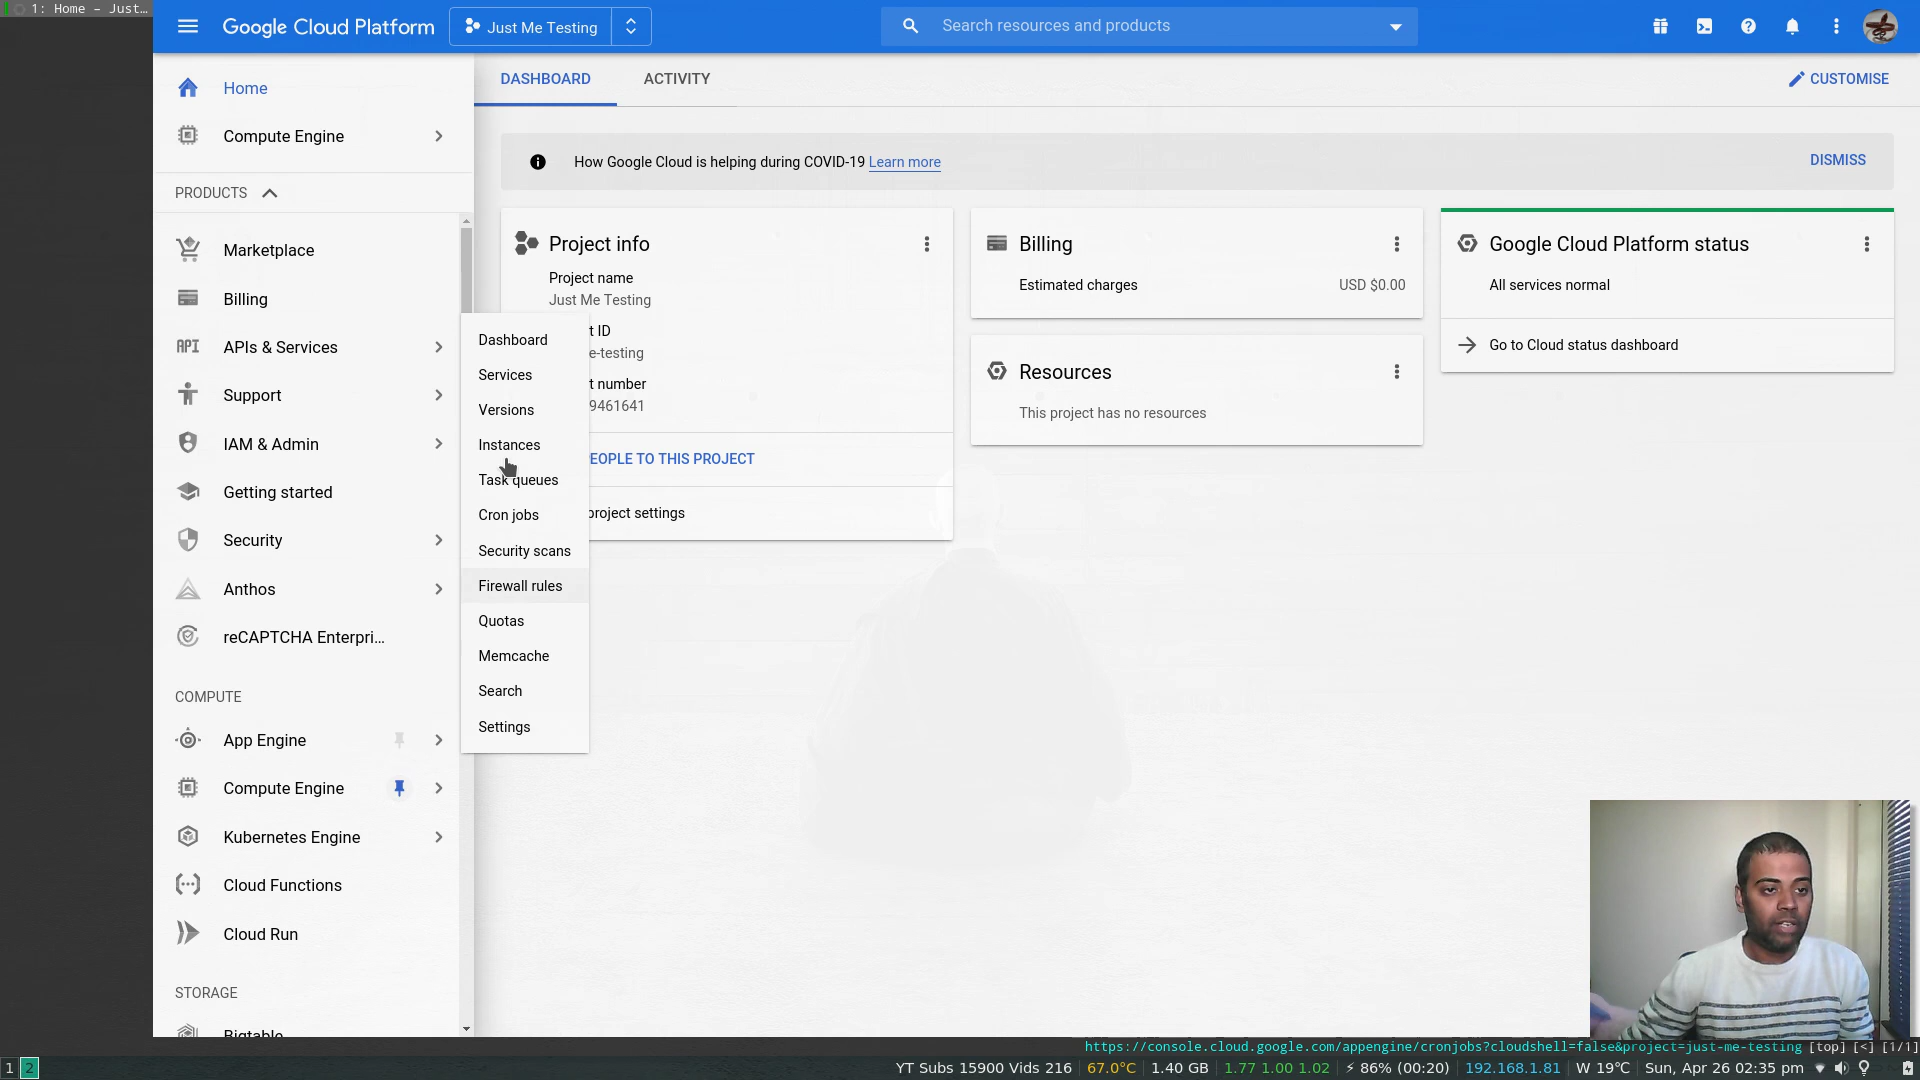 1: Home – Just…
Google Cloud Platform
Just Me Testing
Search resources and products
Home
Compute Engine
PRODUCTS
Marketplace
Billing
API
APIs & Services
Support
IAM & Admin
Getting started
Security
Anthos
reCAPTCHA Enterpri…
COMPUTE
App Engine
Compute Engine
Kubernetes Engine
Cloud Functions
Cloud Run
STORAGE
Bigtable
Dashboard
Services
Versions
Instances
Task queues
Cron jobs
Security scans
Firewall rules
Quotas
Memcache
Search
Settings
DASHBOARD
ACTIVITY
CUSTOMISE
How Google Cloud is helping during COVID-19 Learn more
DISMISS
Project info
Project name
Just Me Testing
t ID
e-testing
t number
9461641
EOPLE TO THIS PROJECT
project settings
Billing
Estimated charges
USD $0.00
Resources
This project has no resources
Google Cloud Platform status
All services normal
Go to Cloud status dashboard
https://console.cloud.google.com/appengine/cronjobs?cloudshell=false&project=just-me-testing [top] [<] [1/1]
1 2
YT Subs 15900 Vids 216 67.0°C 1.40 GB 1.77 1.00 1.02 ⚡ 86% (00:20) 192.168.1.81 W 19℃ Sun, Apr 26 02:35 pm